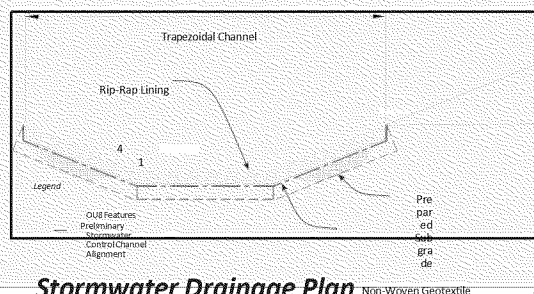 Trapezoidal Channel
Rip-Rap Lining
4
1
Legend
Pre
par
ed
Sub
gra
de
OU8 Features
Preliminary
Stormwater
Control Channel
Alignment
Stormwater Drainage Plan
Non-Woven Geotextile